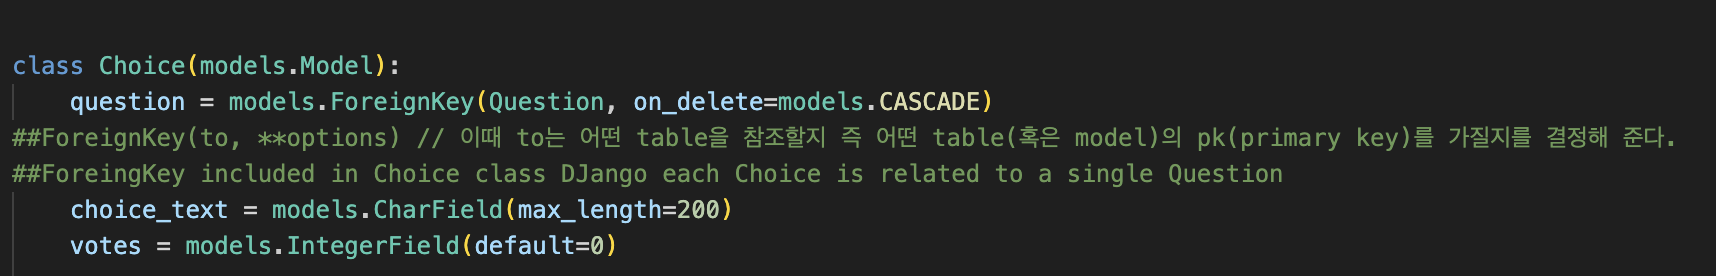 class Choice(models.Model):
    question = models.ForeignKey(Question, on_delete=models.CASCADE)
##ForeignKey(to, **options) // 이때 to는 어떤 table을 참조할지 즉 어떤 table(혹은 model)의 pk(primary key)를 가질지를 결정해 준다.
##ForeingKey included in Choice class DJango each Choice is related to a single Question
    choice_text = models.CharField(max_length=200)
    votes = models.IntegerField(default=0)